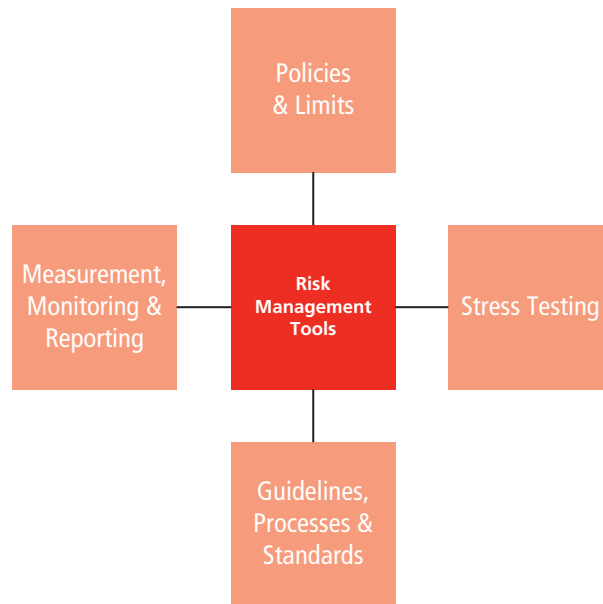 Policies
& Limits
Measurement,
Monitoring &
Reporting
Risk
Management
Tools
Stress Testing
Guidelines,
Processes &
Standards